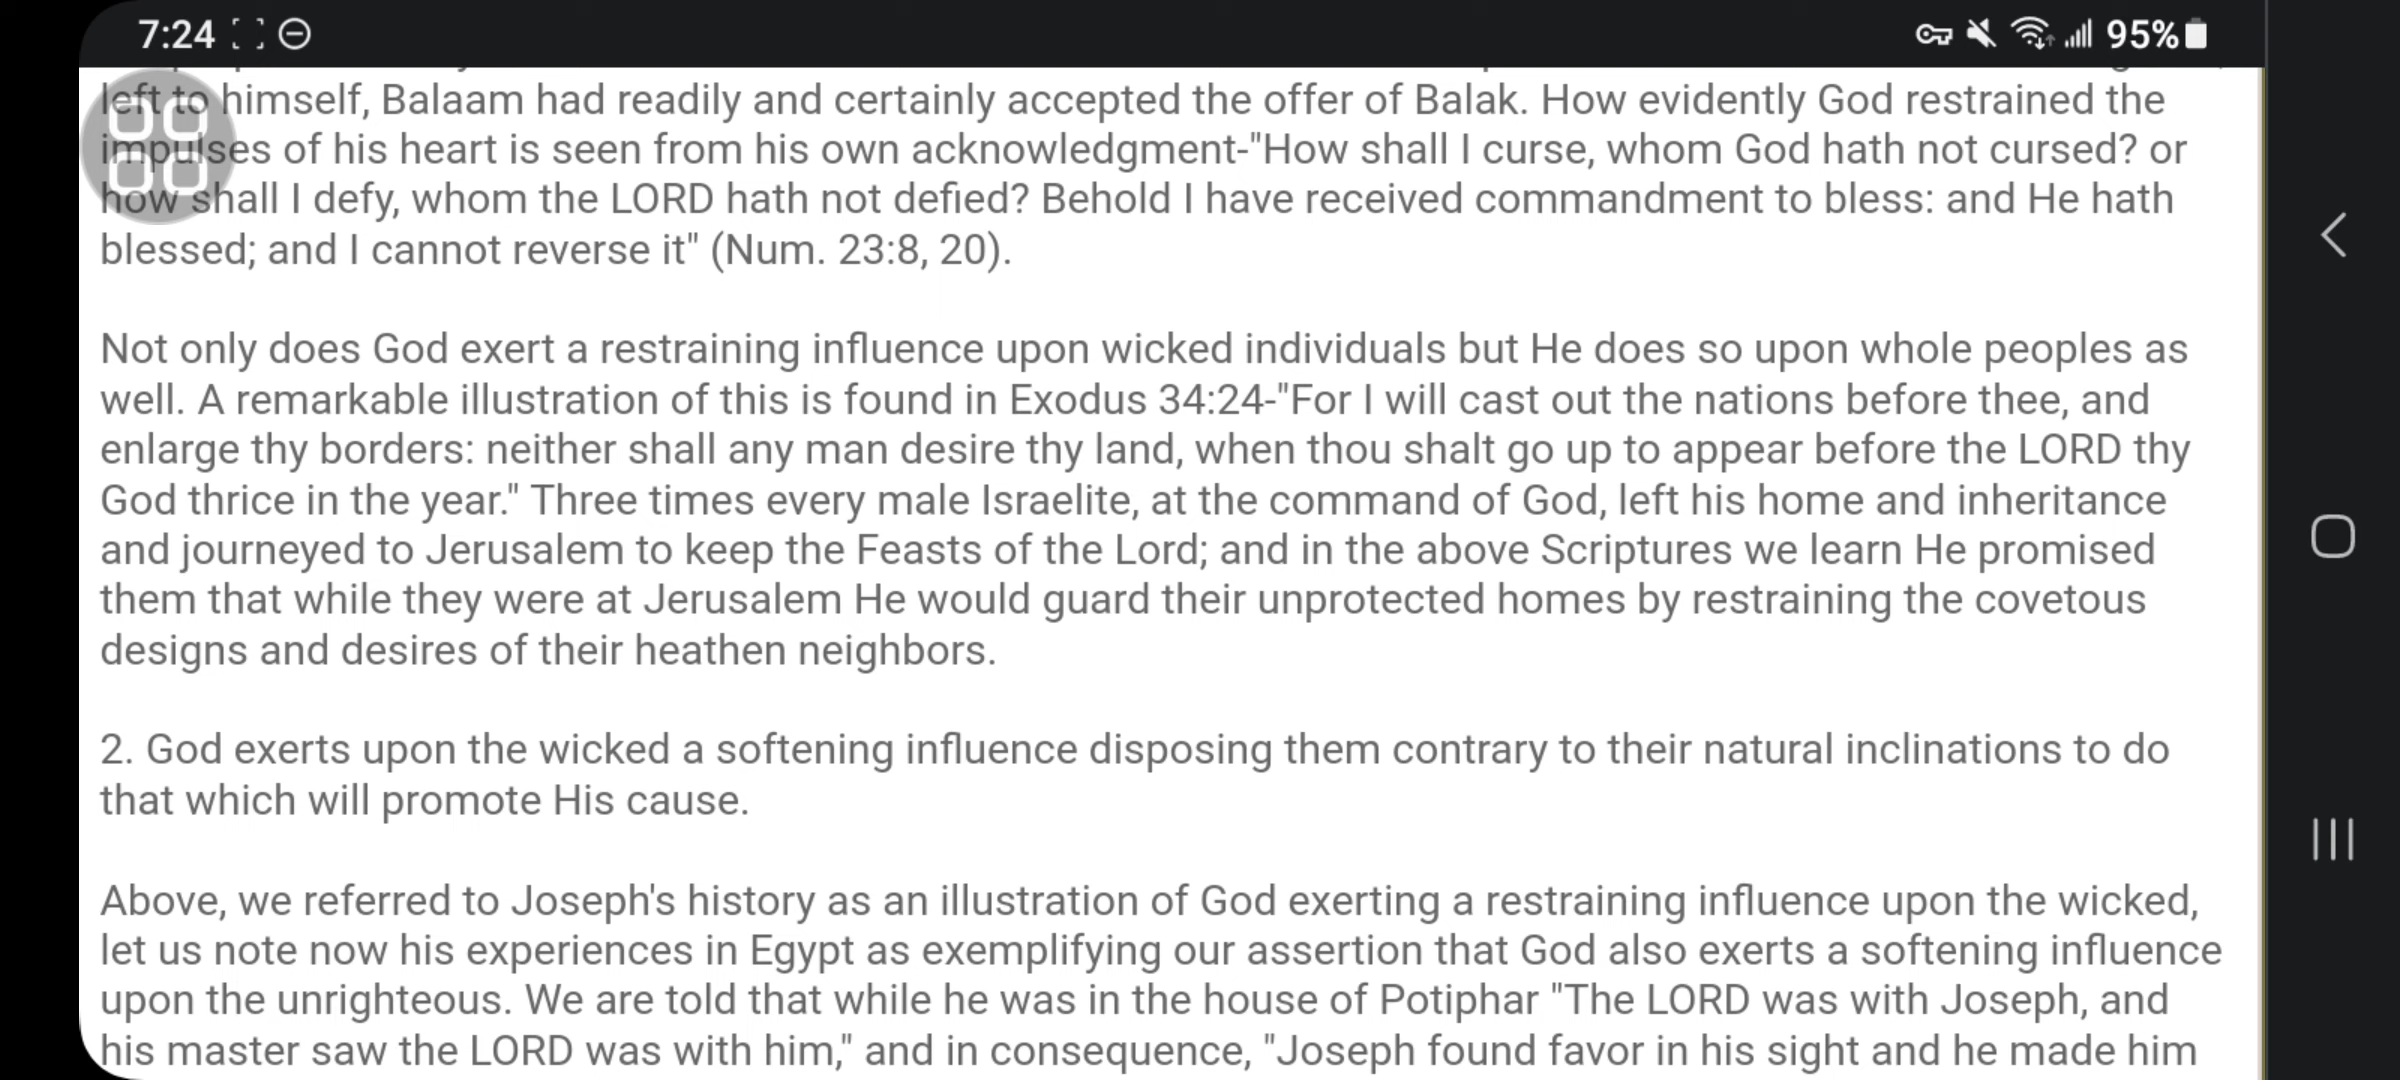 7:24
95%
left to himself, Balaam had readily and certainly accepted the offer of Balak. How evidently God restrained the
impulses of his heart is seen from his own acknowledgment-"How shall I curse, whom God hath not cursed? or
how shall I defy, whom the LORD hath not defied? Behold I have received commandment to bless: and He hath
blessed; and I cannot reverse it" (Num. 23:8, 20).
Not only does God exert a restraining influence upon wicked individuals but He does so upon whole peoples as
well. A remarkable illustration of this is found in Exodus 34:24-"For I will cast out the nations before thee, and
enlarge thy borders: neither shall any man desire thy land, when thou shalt go up to appear before the LORD thy
God thrice in the year." Three times every male Israelite, at the command of God, left his home and inheritance
and journeyed to Jerusalem to keep the Feasts of the Lord; and in the above Scriptures we learn He promised
them that while they were at Jerusalem He would guard their unprotected homes by restraining the covetous
designs and desires of their heathen neighbors.
2. God exerts upon the wicked a softening influence disposing them contrary to their natural inclinations to do
that which will promote His cause.
Above, we referred to Joseph's history as an illustration of God exerting a restraining influence upon the wicked,
let us note now his experiences in Egypt as exemplifying our assertion that God also exerts a softening influence
upon the unrighteous. We are told that while he was in the house of Potiphar "The LORD was with Joseph, and
his master saw the LORD was with him," and in consequence, "Joseph found favor in his sight and he made him